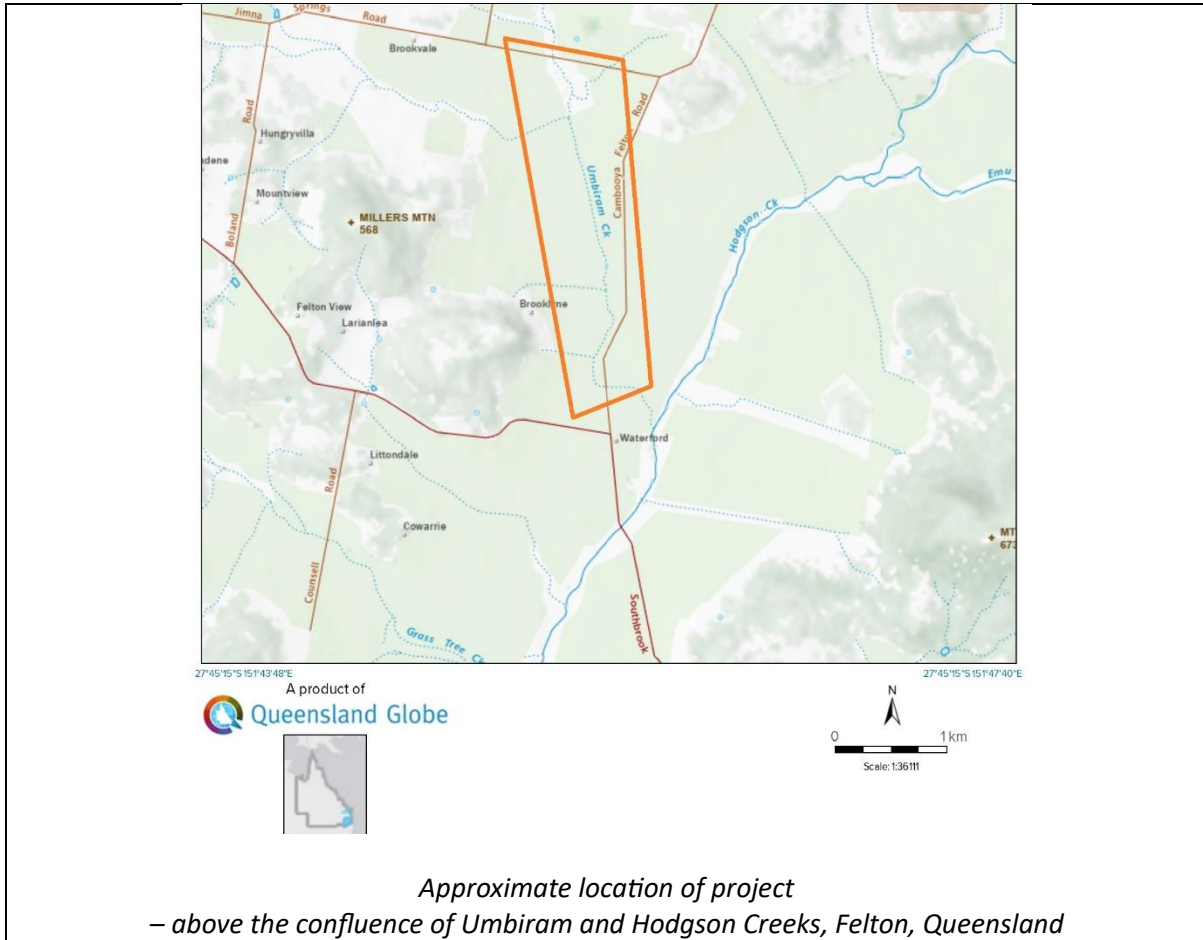 Jimna
Springs
Road
Brookvale
Road
Hungryvilla
dene
Mountview
Boland
MILLERS MTN
568
Felton View
Larianlea
Umbiram Ck
Cambooya Felton Road
Hodgson Ck
Emu
Waterford
Littondale
Road
Cowarrie
Counsell
MT
673
Southbrook
Grass Tree Ck
27°45'15"S 151°43'48"E
27°45'15"S 151°47'40"E
A product of
Queensland Globe
N
0 1 km
Scale: 1:36111
Approximate location of project
– above the confluence of Umbiram and Hodgson Creeks, Felton, Queensland